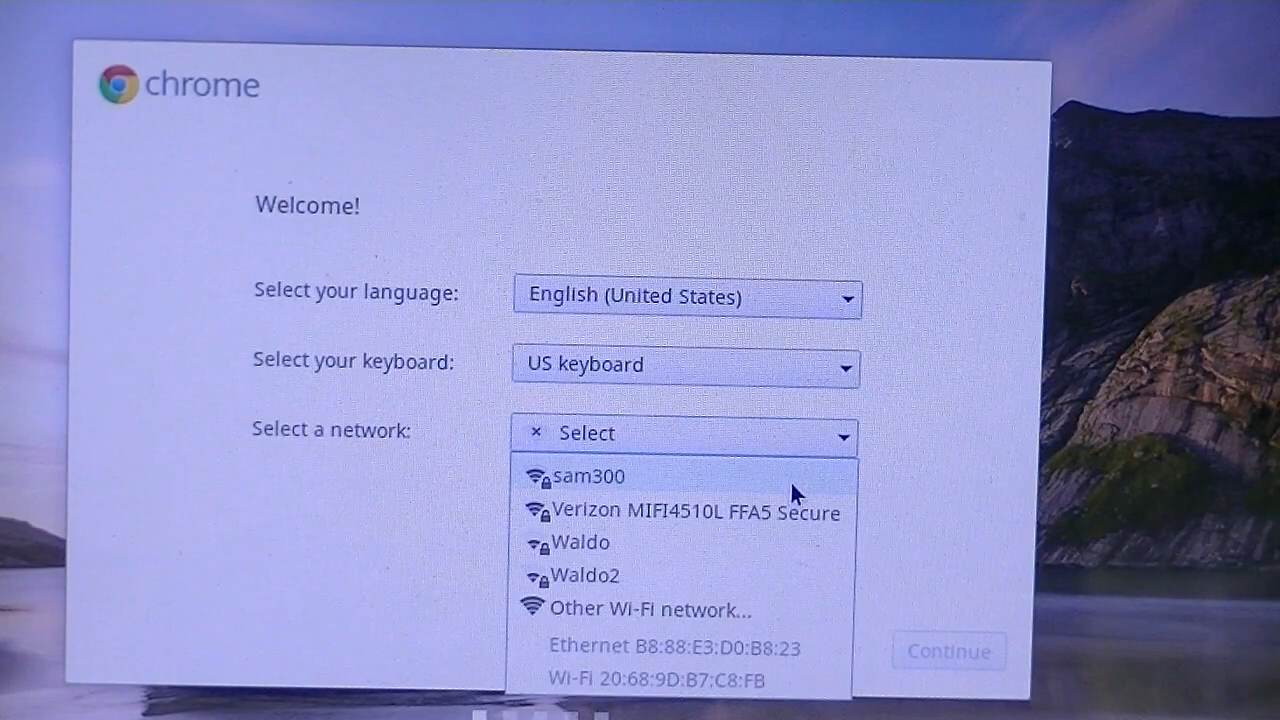 chrome
Welcome!
Select your language: English (United States)
Select your keyboard: US keyboard
Select a network: × Select
sam300
Verizon MIFI4510L FFA5 Secure
Waldo
Waldo2
Other Wi-Fi network...
Ethernet B8:88:E3:D0:B8:23
Continue
Wi-Fi 20:68:9D:B7:C8:FB